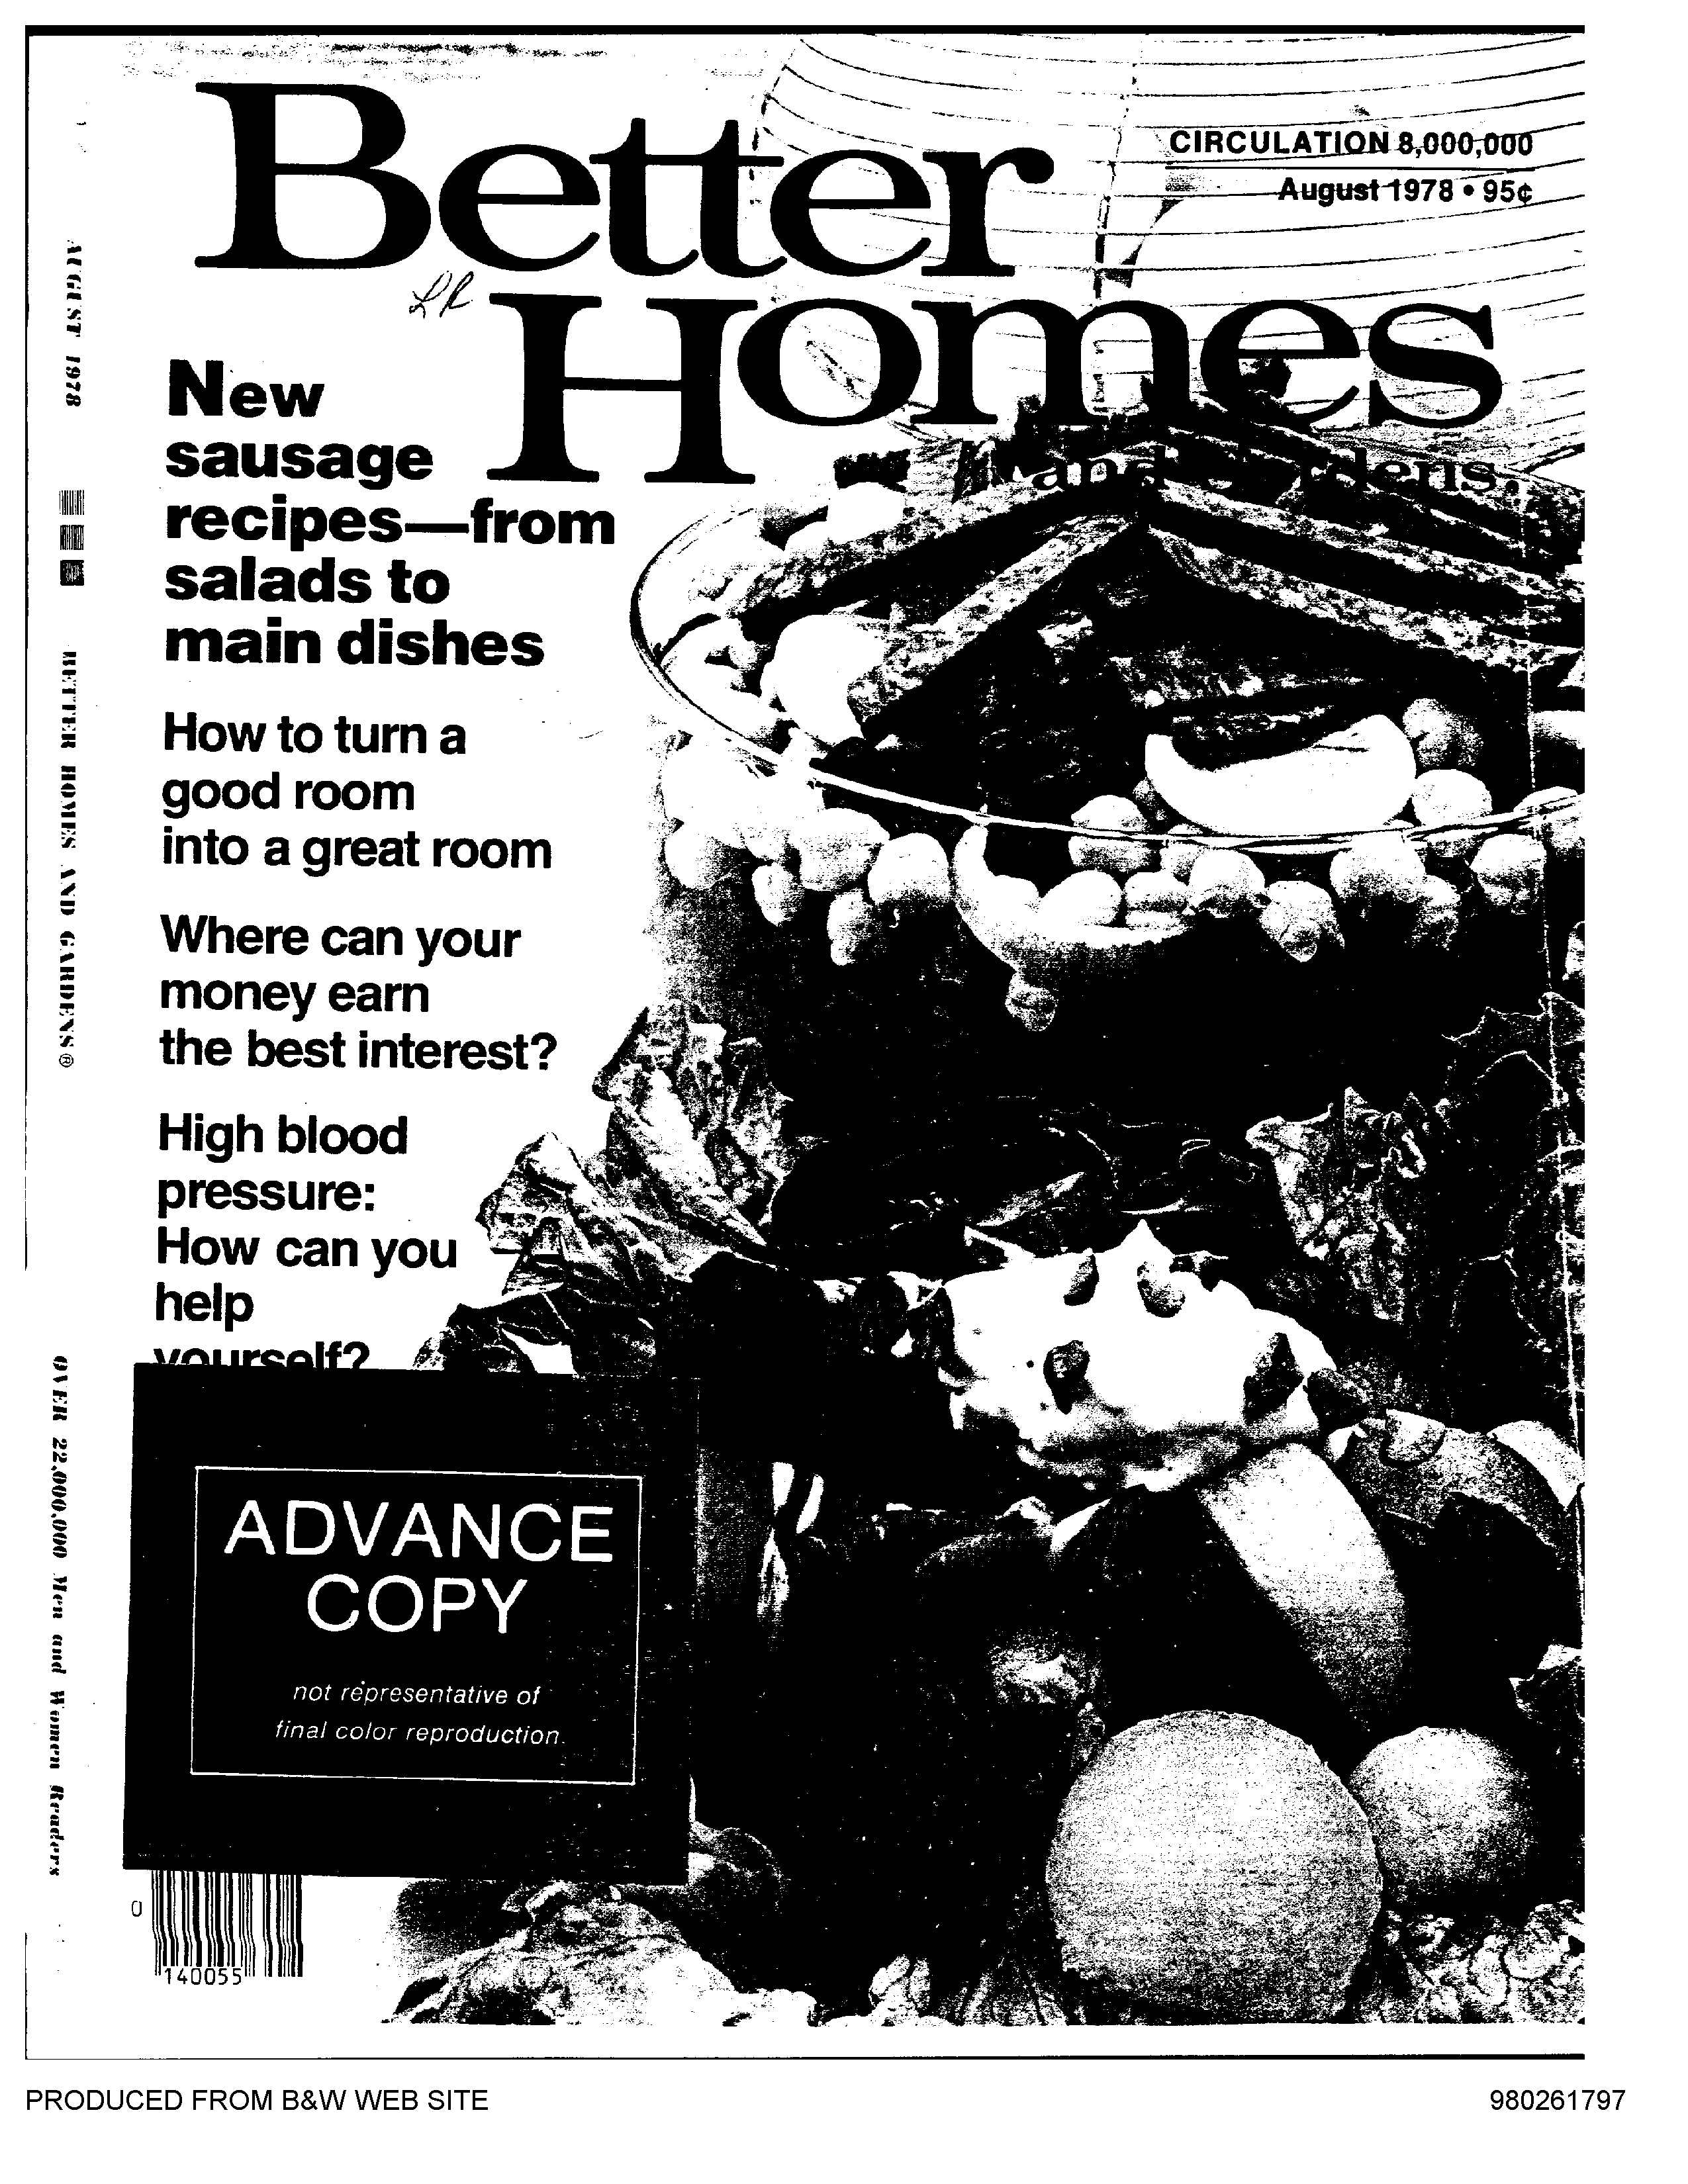 Better
Homes
and Gardens.
CIRCULATION 8,000,000
August 1978 • 95¢
LR
New
sausage
recipes—from
salads to
main dishes
How to turn a
good room
into a great room
Where can your
money earn
the best interest?
High blood
pressure:
How can you
help
yourself?
ADVANCE
COPY
not representative of
final color reproduction.
0
140055
AUGUST 1978
BETTER HOMES AND GARDENS®
OVER 22,000,000 Men and Women Readers
PRODUCED FROM B&W WEB SITE
980261797